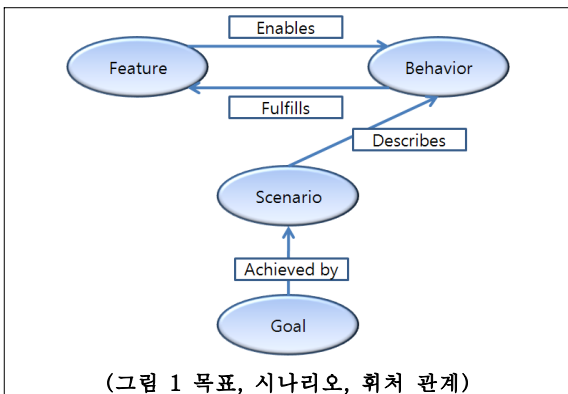 Enables
Feature
Behavior
Fulfills
Describes
Scenario
Achieved by
Goal
(그림 1 목표, 시나리오, 휘처 관계)